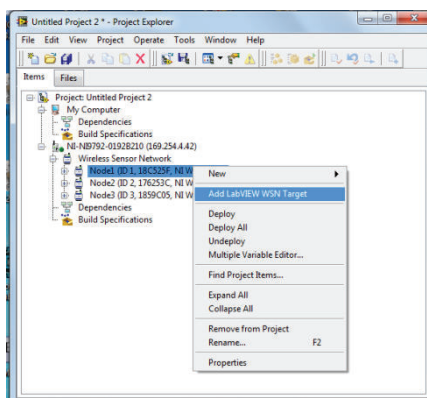 Untitled Project 2 * - Project Explorer
File Edit View Project Operate Tools Window Help
Items Files
Project: Untitled Project 2
My Computer
Dependencies
Build Specifications
NI-NI9792-0192B210 (169.254.4.42)
Wireless Sensor Network
Node1 (ID 1, 18C525F, NI W
Node2 (ID 2, 176253C, NI W
Node3 (ID 3, 1859C05, NI W
Dependencies
Build Specifications
New
Add LabVIEW WSN Target
Deploy
Deploy All
Undeploy
Multiple Variable Editor...
Find Project Items...
Expand All
Collapse All
Remove from Project
Rename... F2
Properties